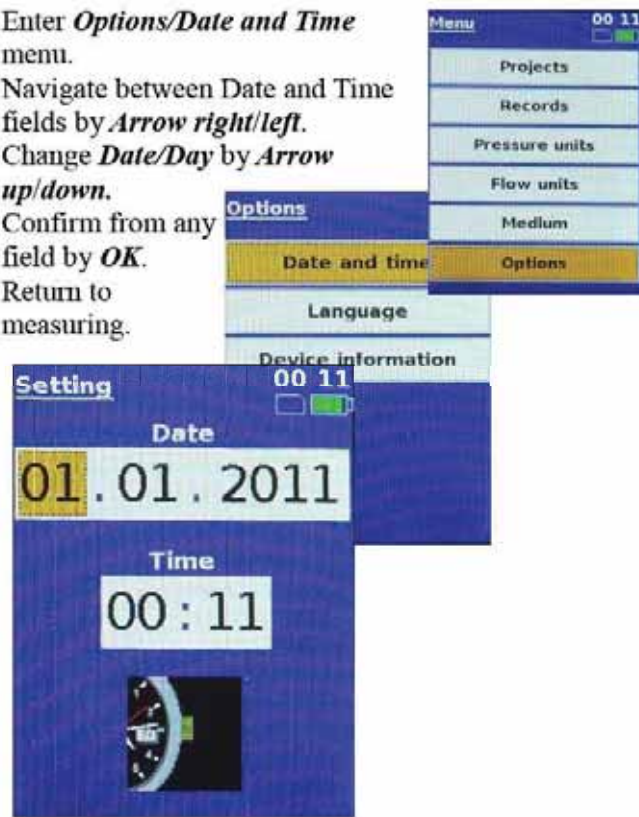 Enter Options/Date and Time
menu.
Navigate between Date and Time
fields by Arrow right/left.
Change Date/Day by Arrow
up/down.
Confirm from any
field by OK.
Return to
measuring.
Menu
00 11
Projects
Records
Pressure units
Flow units
Medium
Options
Options
Date and time
Language
Device information
Setting
00 11
Date
01.01.2011
Time
00:11